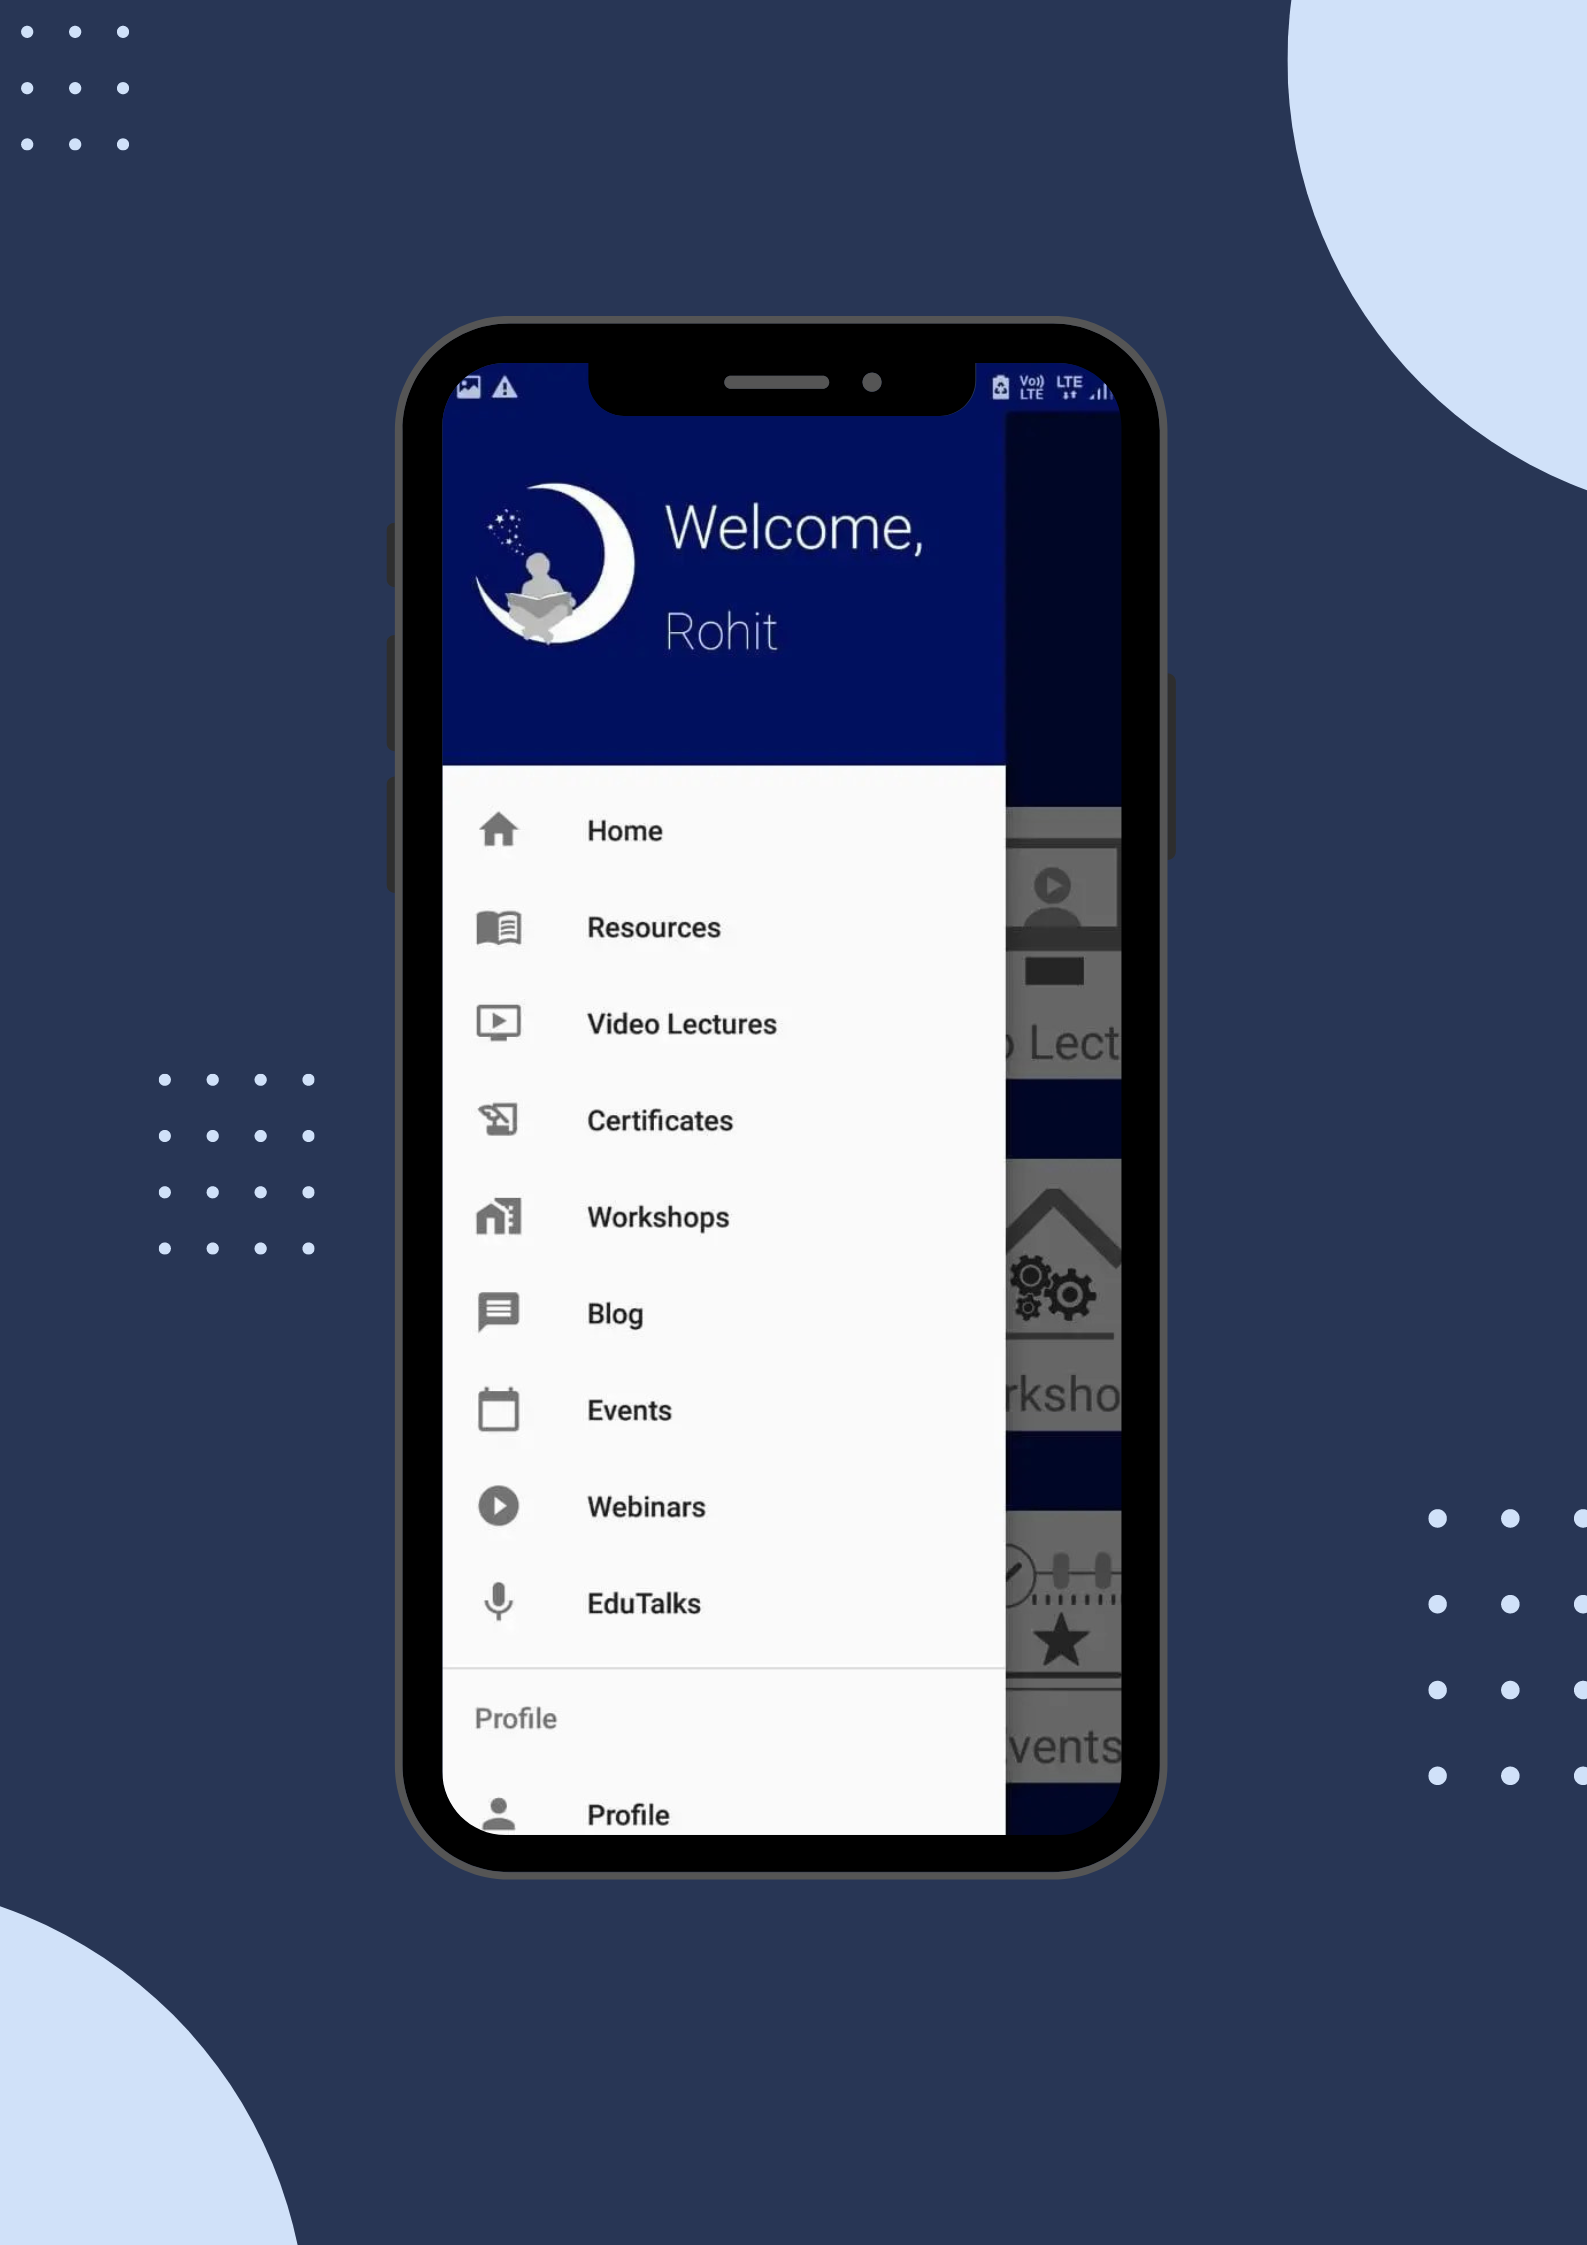 Vo)) LTE
LTE
Welcome,
Rohit
Home
Resources
Video Lectures
Certificates
Workshops
Blog
Events
Webinars
EduTalks
Profile
Profile
o Lect
rksho
vents